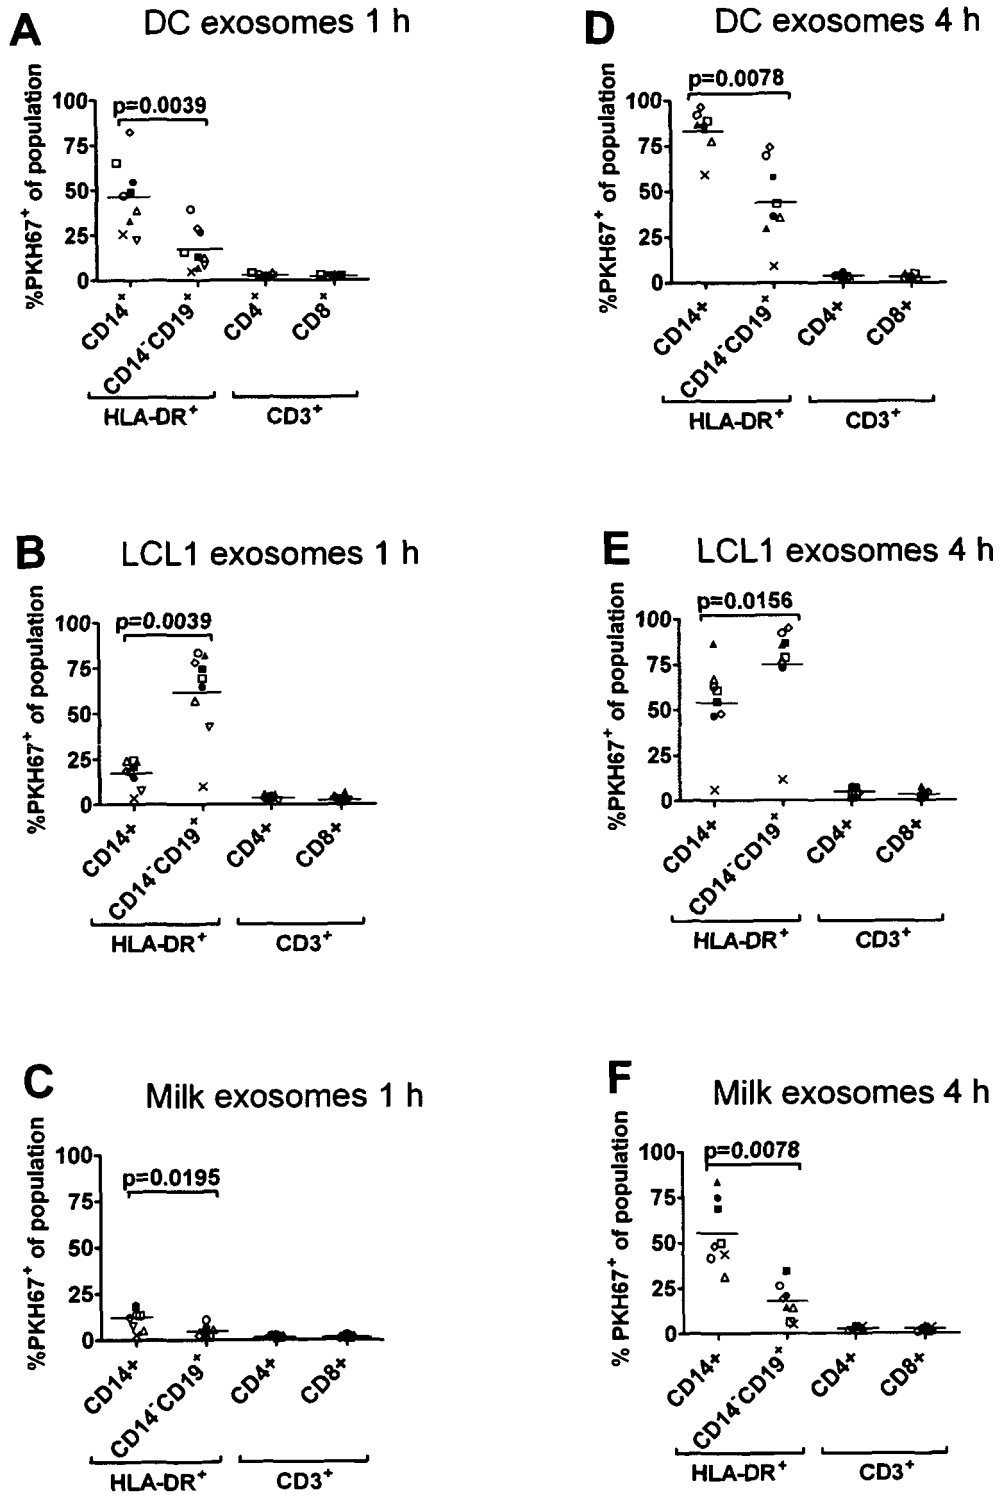 A
DC exosomes 1 h
%PKH67⁺ of population
p=0.0039
100
75
50
25
0
CD14⁺
CD14⁻CD19⁺
CD4⁺
CD8⁺
HLA-DR⁺
CD3⁺
D
DC exosomes 4 h
%PKH67⁺ of population
p=0.0078
100
75
50
25
0
CD14+
CD14⁻CD19⁺
CD4+
CD8+
HLA-DR⁺
CD3⁺
B
LCL1 exosomes 1 h
%PKH67⁺ of population
p=0.0039
100
75
50
25
0
CD14+
CD14⁻CD19⁺
CD4+
CD8+
HLA-DR⁺
CD3⁺
E
LCL1 exosomes 4 h
%PKH67⁺ of population
p=0.0156
100
75
50
25
0
CD14+
CD14⁻CD19⁺
CD4+
CD8+
HLA-DR⁺
CD3⁺
C
Milk exosomes 1 h
%PKH67⁺ of population
p=0.0195
100
75
50
25
0
CD14+
CD14⁻CD19⁺
CD4+
CD8+
HLA-DR⁺
CD3⁺
F
Milk exosomes 4 h
% PKH67⁺ of population
p=0.0078
100
75
50
25
0
CD14+
CD14⁻CD19⁺
CD4+
CD8+
HLA-DR⁺
CD3⁺